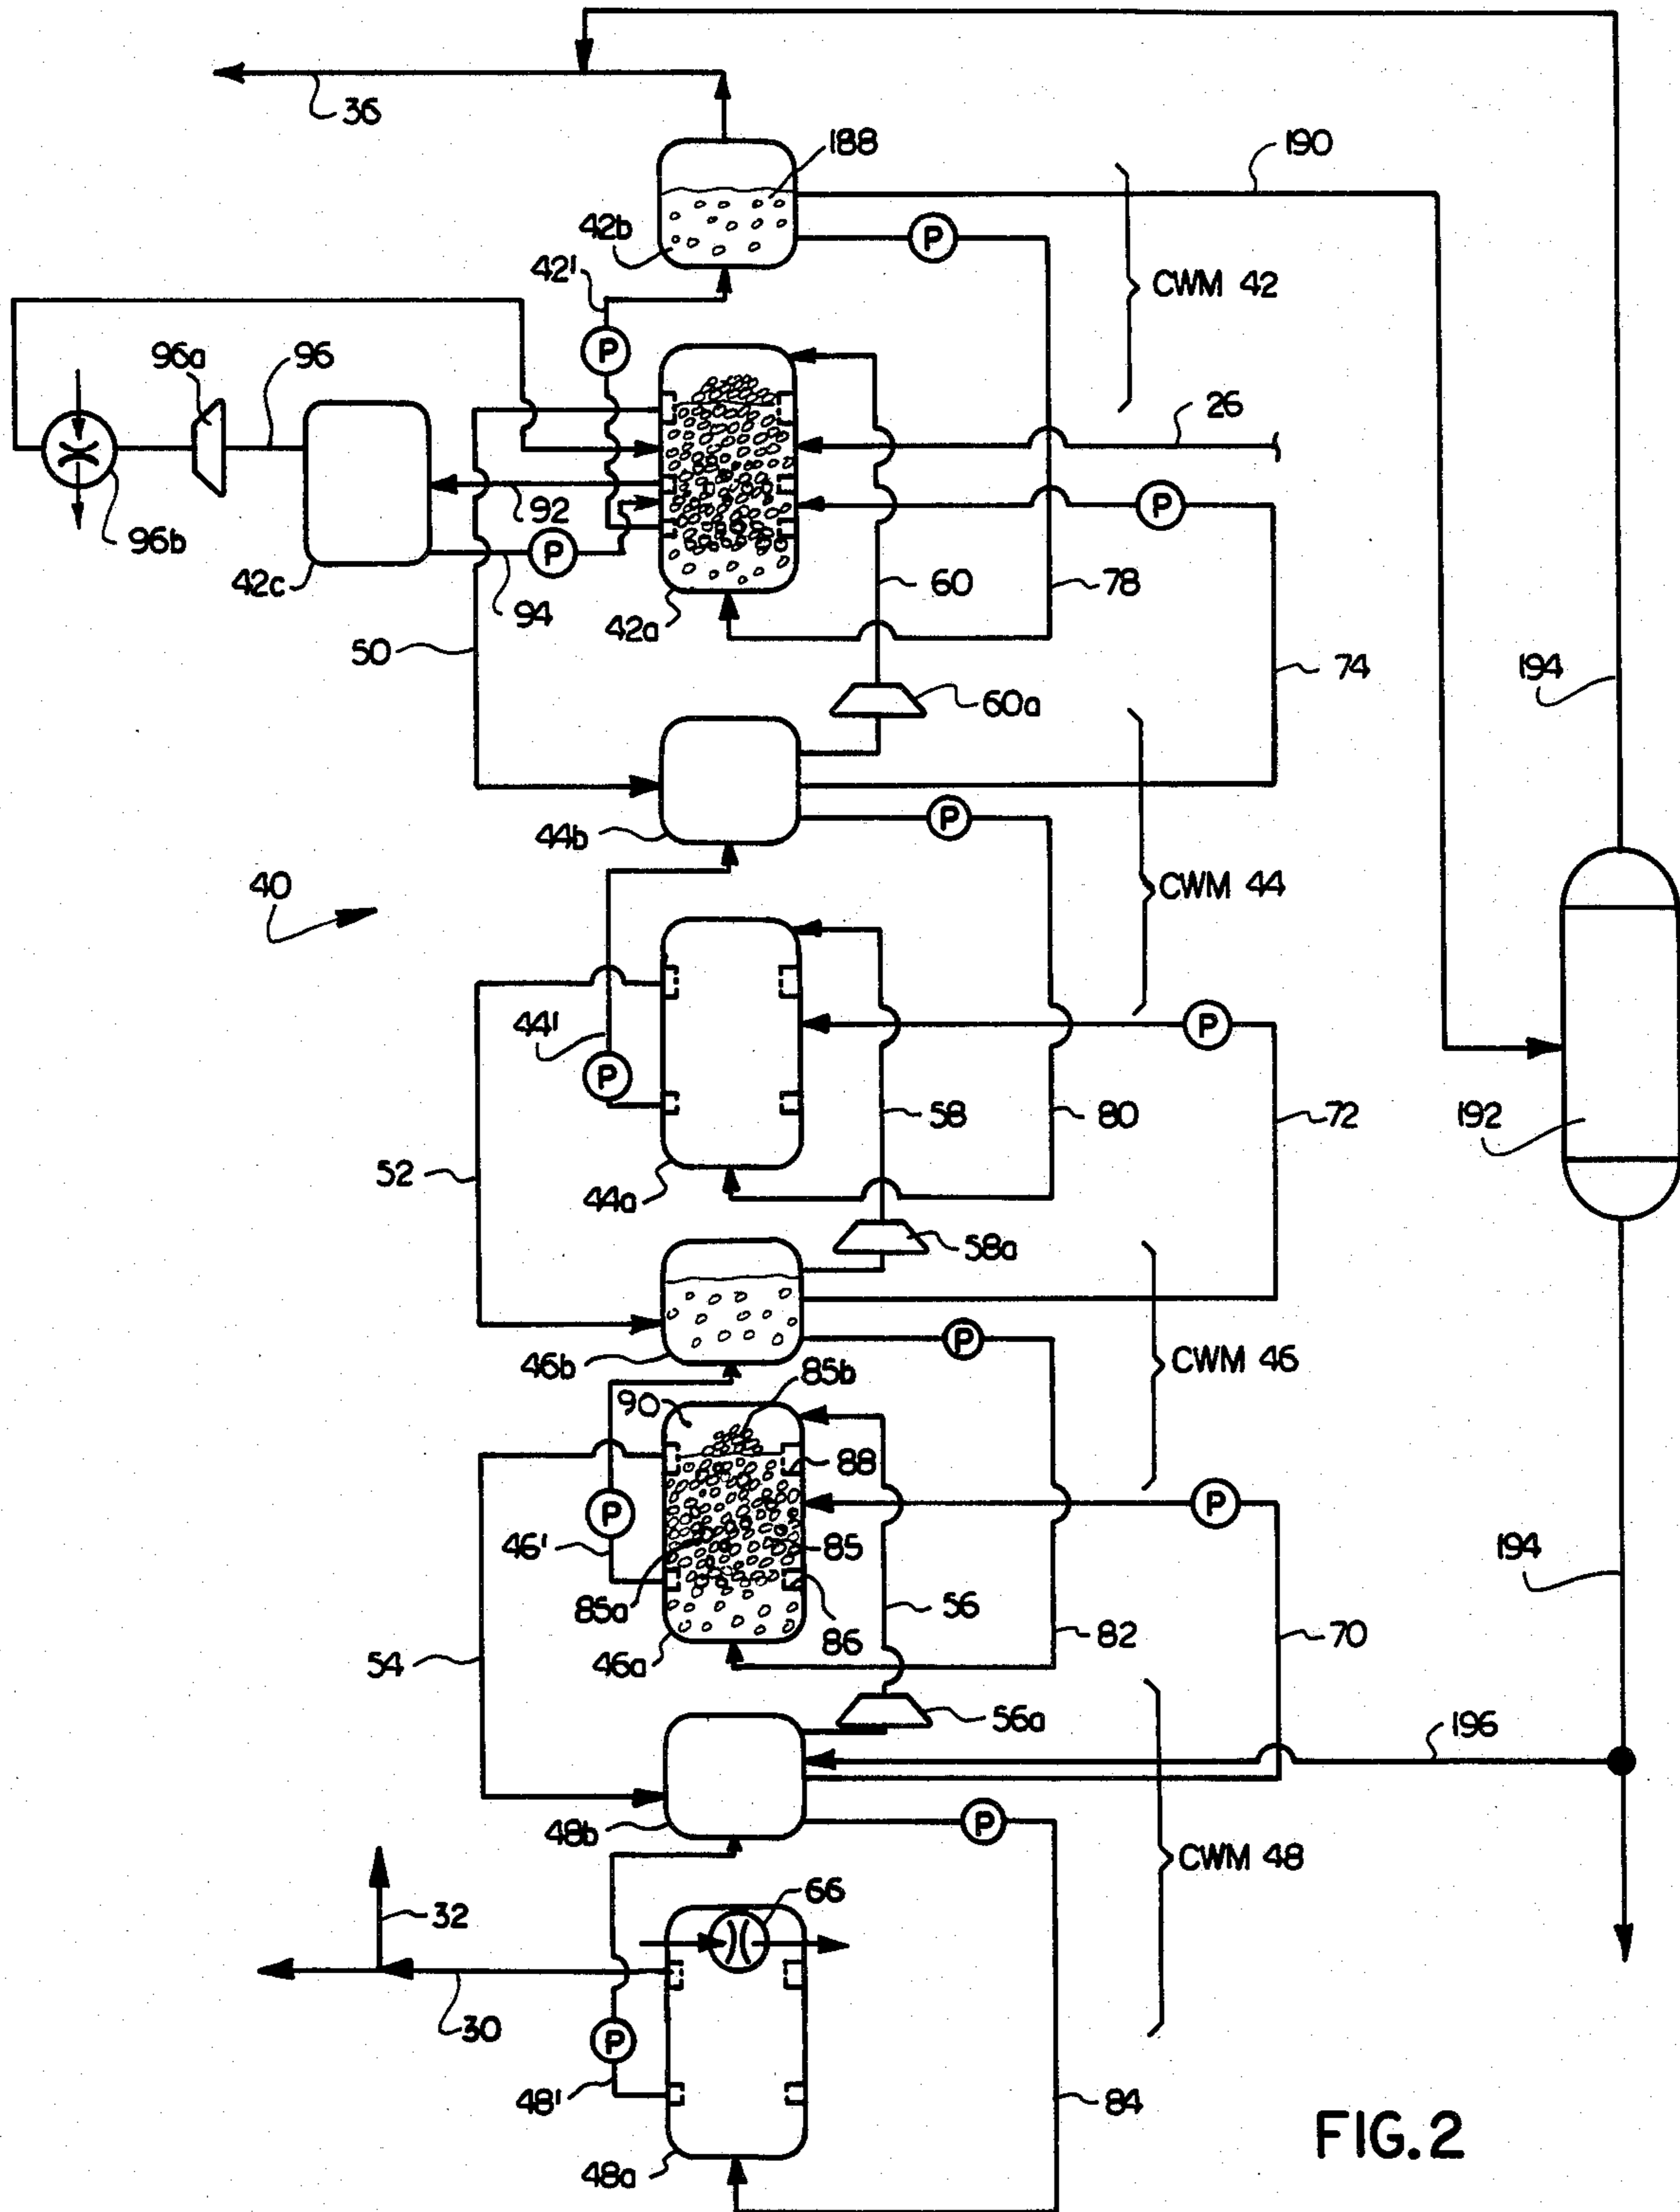 36
188
190
42b
42'
CWM 42
96a
96
26
P
P
96b
42c
92
P
P
94
42a
60
78
50
74
60a
194
44b
P
CWM 44
40
44'
P
P
58
80
72
192
52
44a
58a
46b
P
CWM 46
85b
90
88
P
P
46'
85
194
85a
86
56
82
70
54
46a
56a
196
48b
P
CWM 48
66
32
30
P
48'
84
48a
FIG.2